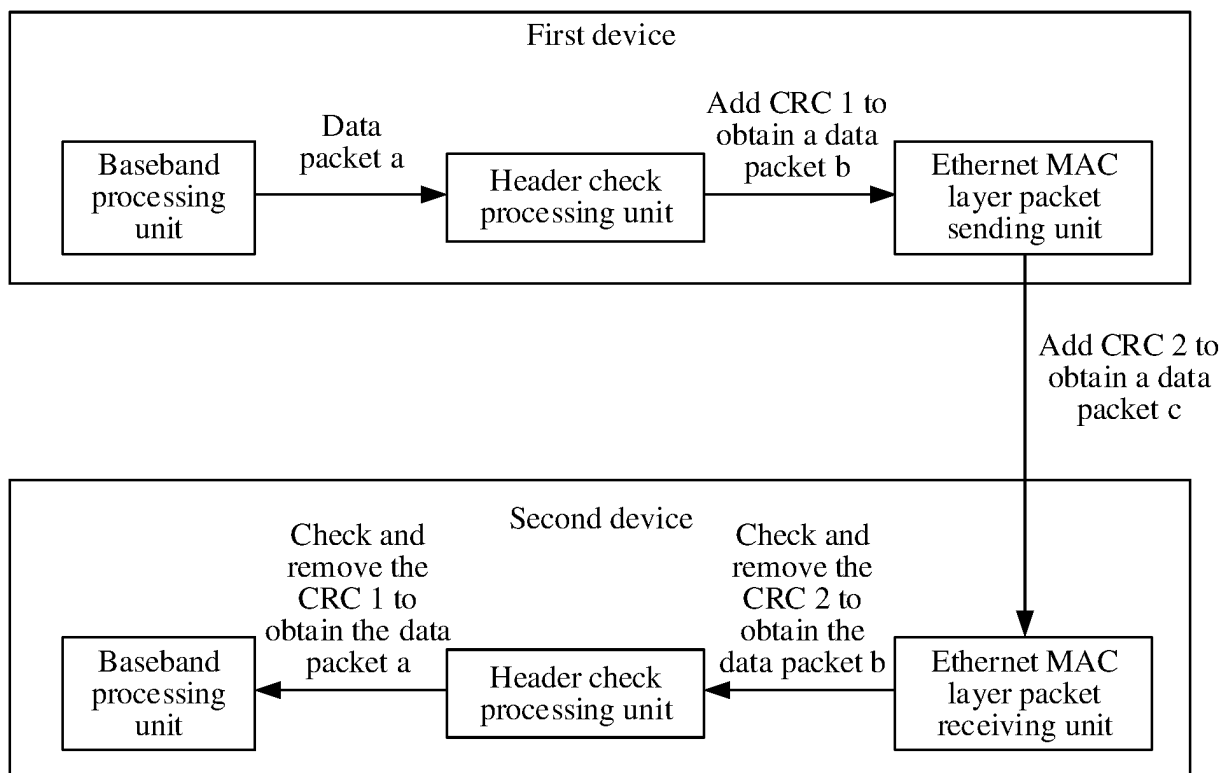 First device
Baseband
processing
unit
Data
packet a
Header check
processing unit
Add CRC 1 to
obtain a data
packet b
Ethernet MAC
layer packet
sending unit
Add CRC 2 to
obtain a data
packet c
Second device
Baseband
processing
unit
Check and
remove the
CRC 1 to
obtain the data
packet a
Header check
processing unit
Check and
remove the
CRC 2 to
obtain the
data packet b
Ethernet MAC
layer packet
receiving unit